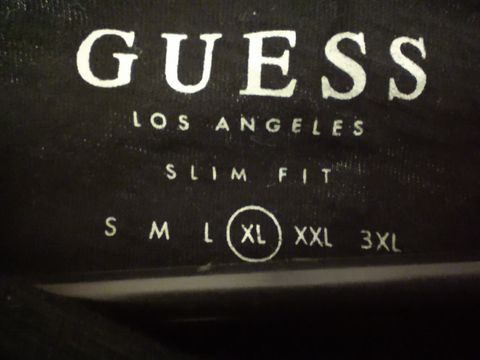 GUESS
LOS ANGELES
SLIM FIT
S M L XL XXL 3XL